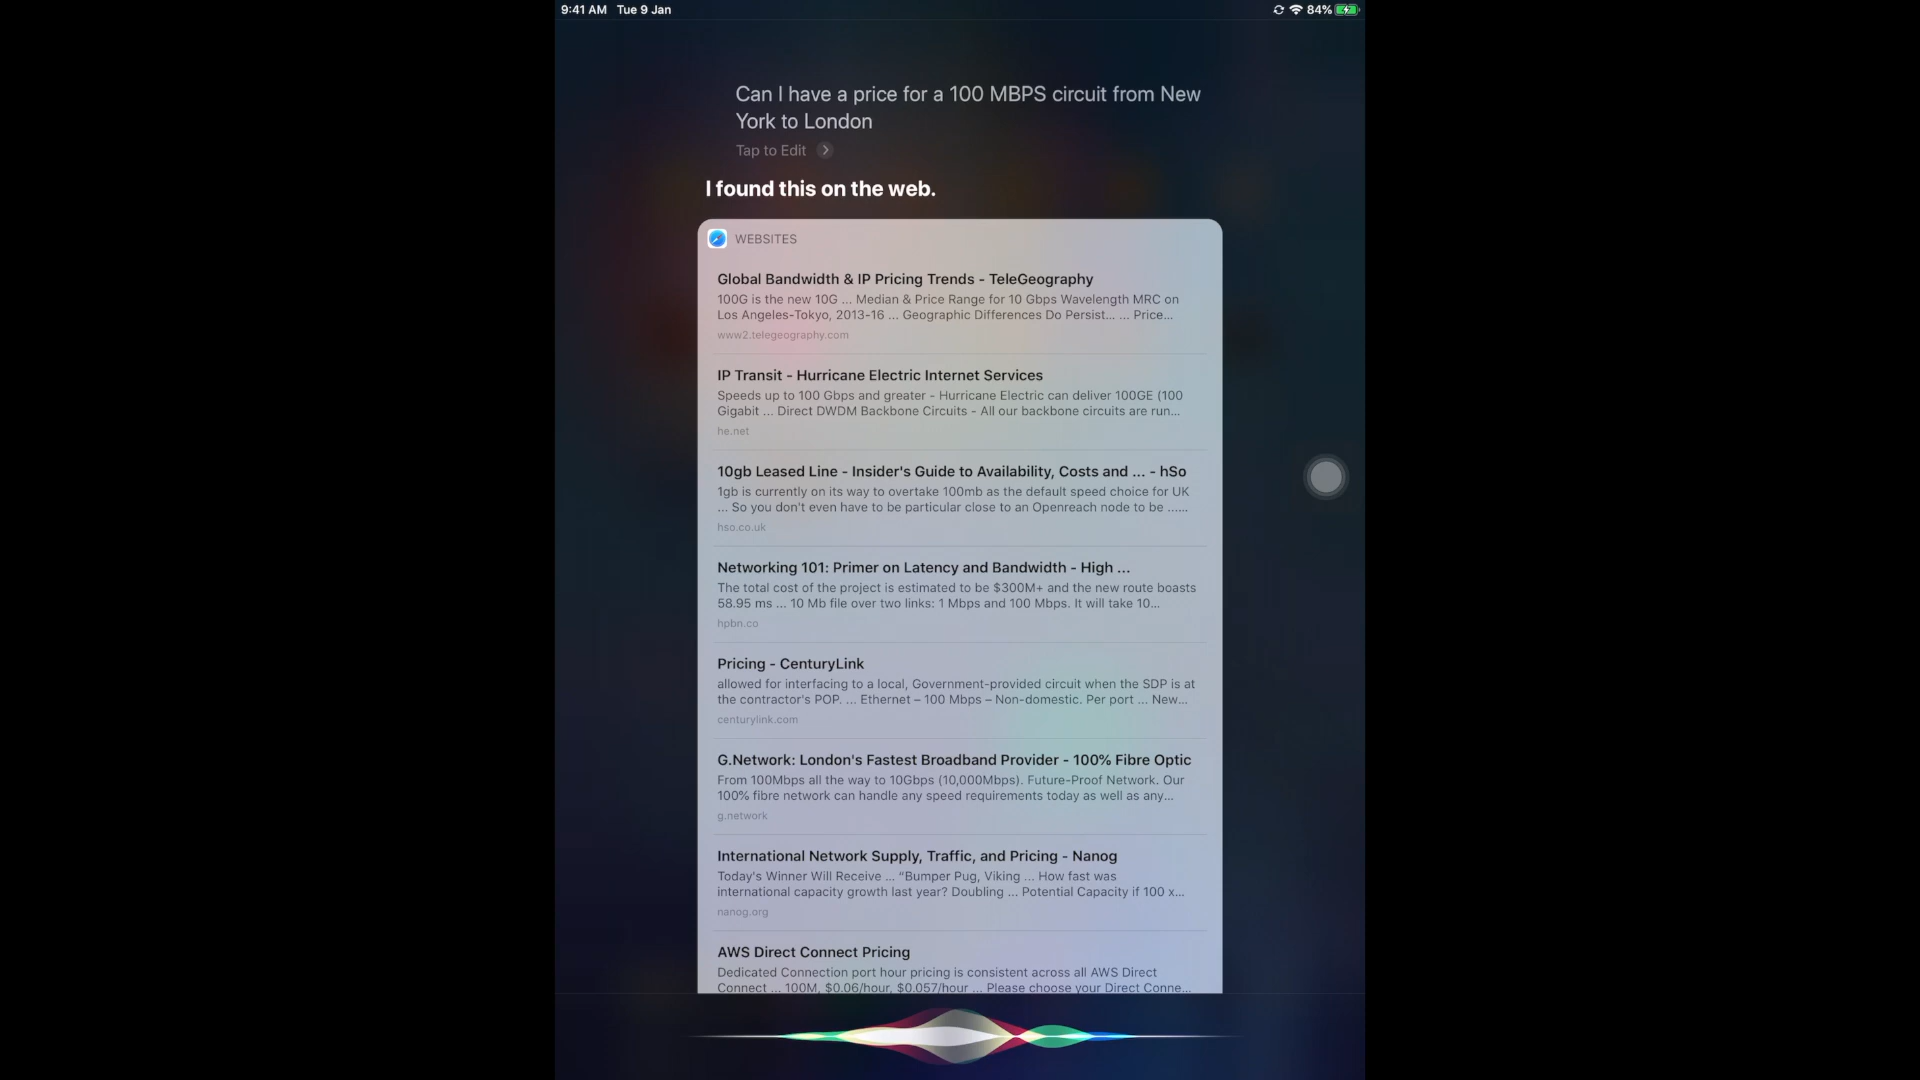 9:41 AM Tue 9 Jan 84%
Can I have a price for a 100 MBPS circuit from New
York to London
Tap to Edit
I found this on the web.
WEBSITES
Global Bandwidth & IP Pricing Trends - TeleGeography
100G is the new 10G ... Median & Price Range for 10 Gbps Wavelength MRC on
Los Angeles-Tokyo, 2013-16 ... Geographic Differences Do Persist... ... Price...
www2.telegeography.com
IP Transit - Hurricane Electric Internet Services
Speeds up to 100 Gbps and greater - Hurricane Electric can deliver 100GE (100
Gigabit ... Direct DWDM Backbone Circuits - All our backbone circuits are run...
he.net
10gb Leased Line - Insider's Guide to Availability, Costs and ... - hSo
1gb is currently on its way to overtake 100mb as the default speed choice for UK
... So you don't even have to be particular close to an Openreach node to be ......
hso.co.uk
Networking 101: Primer on Latency and Bandwidth - High ...
The total cost of the project is estimated to be $300M+ and the new route boasts
58.95 ms ... 10 Mb file over two links: 1 Mbps and 100 Mbps. It will take 10...
hpbn.co
Pricing - CenturyLink
allowed for interfacing to a local, Government-provided circuit when the SDP is at
the contractor's POP. ... Ethernet – 100 Mbps – Non-domestic. Per port ... New...
centurylink.com
G.Network: London's Fastest Broadband Provider - 100% Fibre Optic
From 100Mbps all the way to 10Gbps (10,000Mbps). Future-Proof Network. Our
100% fibre network can handle any speed requirements today as well as any...
g.network
International Network Supply, Traffic, and Pricing - Nanog
Today's Winner Will Receive ... “Bumper Pug, Viking ... How fast was
international capacity growth last year? Doubling ... Potential Capacity if 100 x...
nanog.org
AWS Direct Connect Pricing
Dedicated Connection port hour pricing is consistent across all AWS Direct
Connect ... 100M, $0.06/hour, $0.057/hour ... Please choose your Direct Conne...